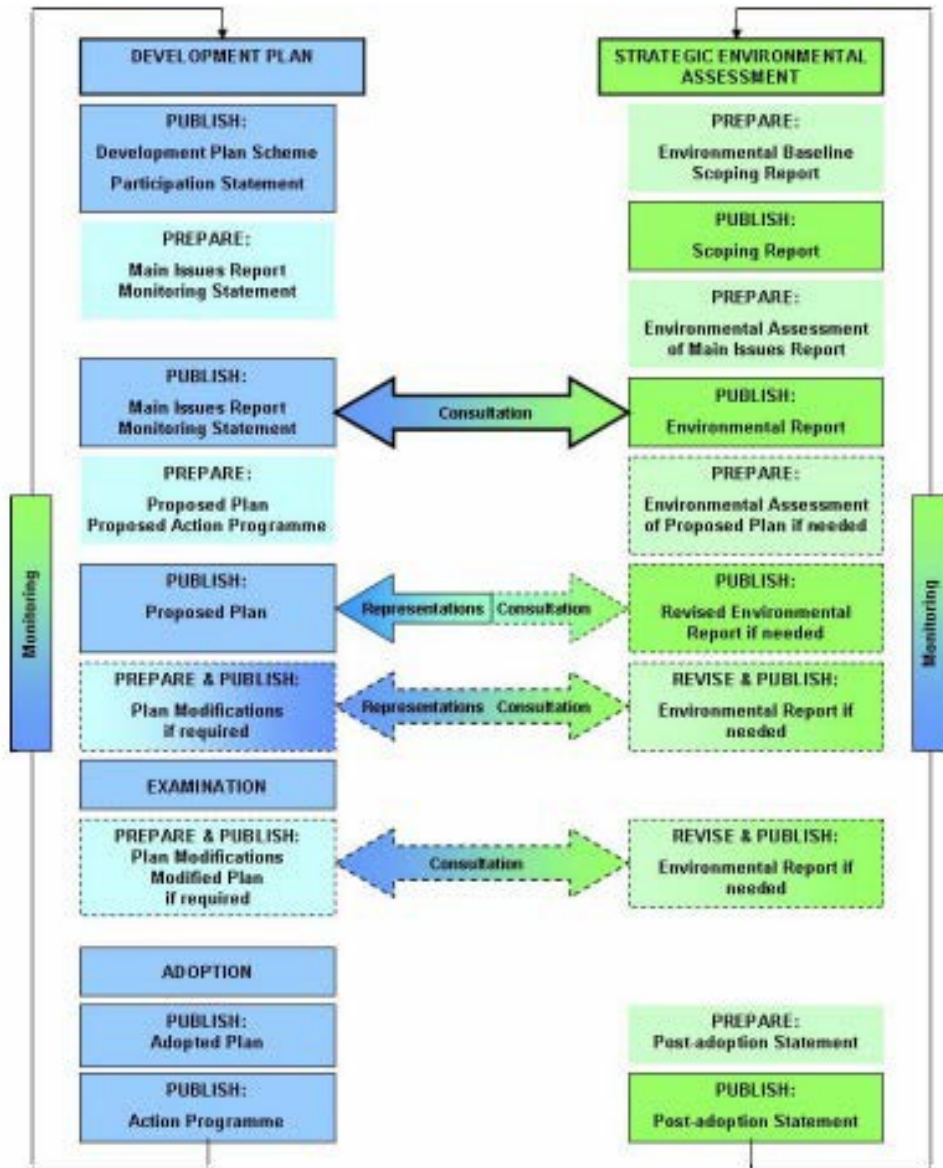 DEVELOPMENT PLAN
PUBLISH:
Development Plan Scheme
Participation Statement
PREPARE:
Main Issues Report
Monitoring Statement
PUBLISH:
Main Issues Report
Monitoring Statement
PREPARE:
Proposed Plan
Proposed Action Programme
PUBLISH:
Proposed Plan
PREPARE & PUBLISH:
Plan Modifications
if required
EXAMINATION
PREPARE & PUBLISH:
Plan Modifications
Modified Plan
if required
ADOPTION
PUBLISH:
Adopted Plan
PUBLISH:
Action Programme
Consultation
Representations Consultation
Representations Consultation
Consultation
STRATEGIC ENVIRONMENTAL
ASSESSMENT
PREPARE:
Environmental Baseline
Scoping Report
PUBLISH:
Scoping Report
PREPARE:
Environmental Assessment
of Main Issues Report
PUBLISH:
Environmental Report
PREPARE:
Environmental Assessment
of Proposed Plan if needed
PUBLISH:
Revised Environmental
Report if needed
REVISE & PUBLISH:
Environmental Report if
needed
REVISE & PUBLISH:
Environmental Report if
needed
PREPARE:
Post-adoption Statement
PUBLISH:
Post-adoption Statement
Monitoring
Monitoring